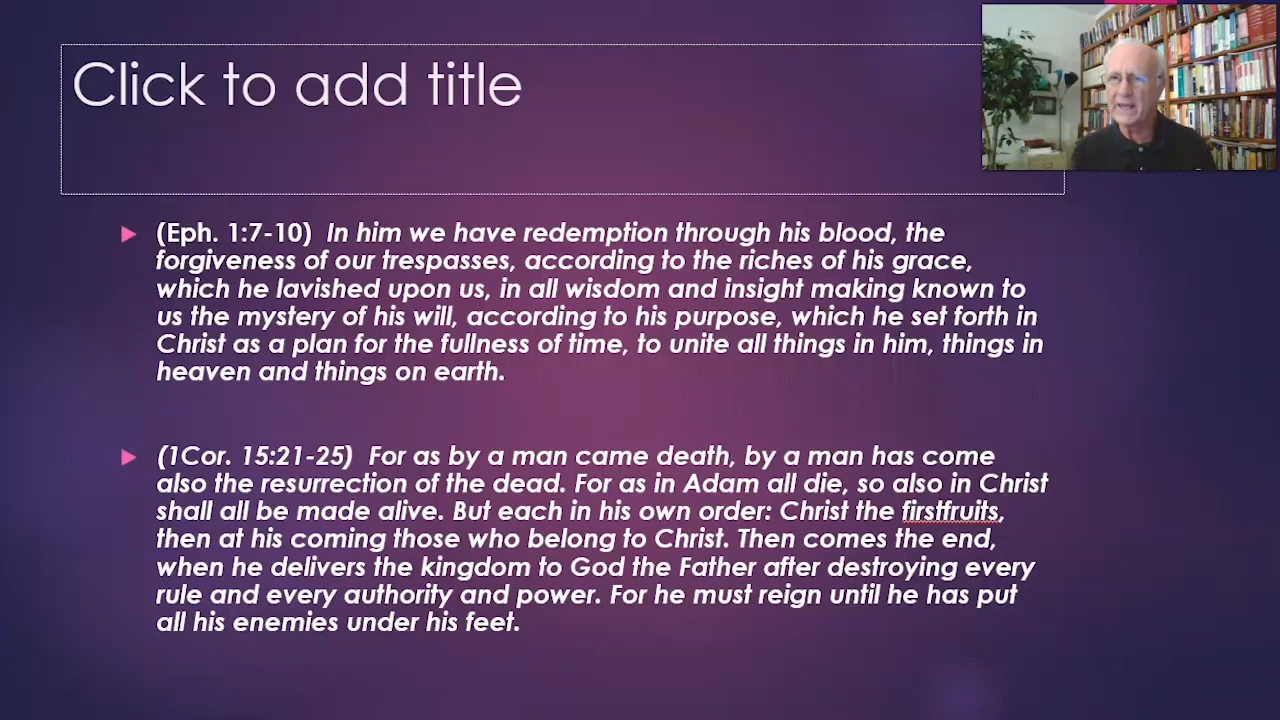 Click to add title
(Eph. 1:7-10) In him we have redemption through his blood, the
forgiveness of our trespasses, according to the riches of his grace,
which he lavished upon us, in all wisdom and insight making known to
us the mystery of his will, according to his purpose, which he set forth in
Christ as a plan for the fullness of time, to unite all things in him, things in
heaven and things on earth.
(1Cor. 15:21-25) For as by a man came death, by a man has come
also the resurrection of the dead. For as in Adam all die, so also in Christ
shall all be made alive. But each in his own order: Christ the firstfruits,
then at his coming those who belong to Christ. Then comes the end,
when he delivers the kingdom to God the Father after destroying every
rule and every authority and power. For he must reign until he has put
all his enemies under his feet.